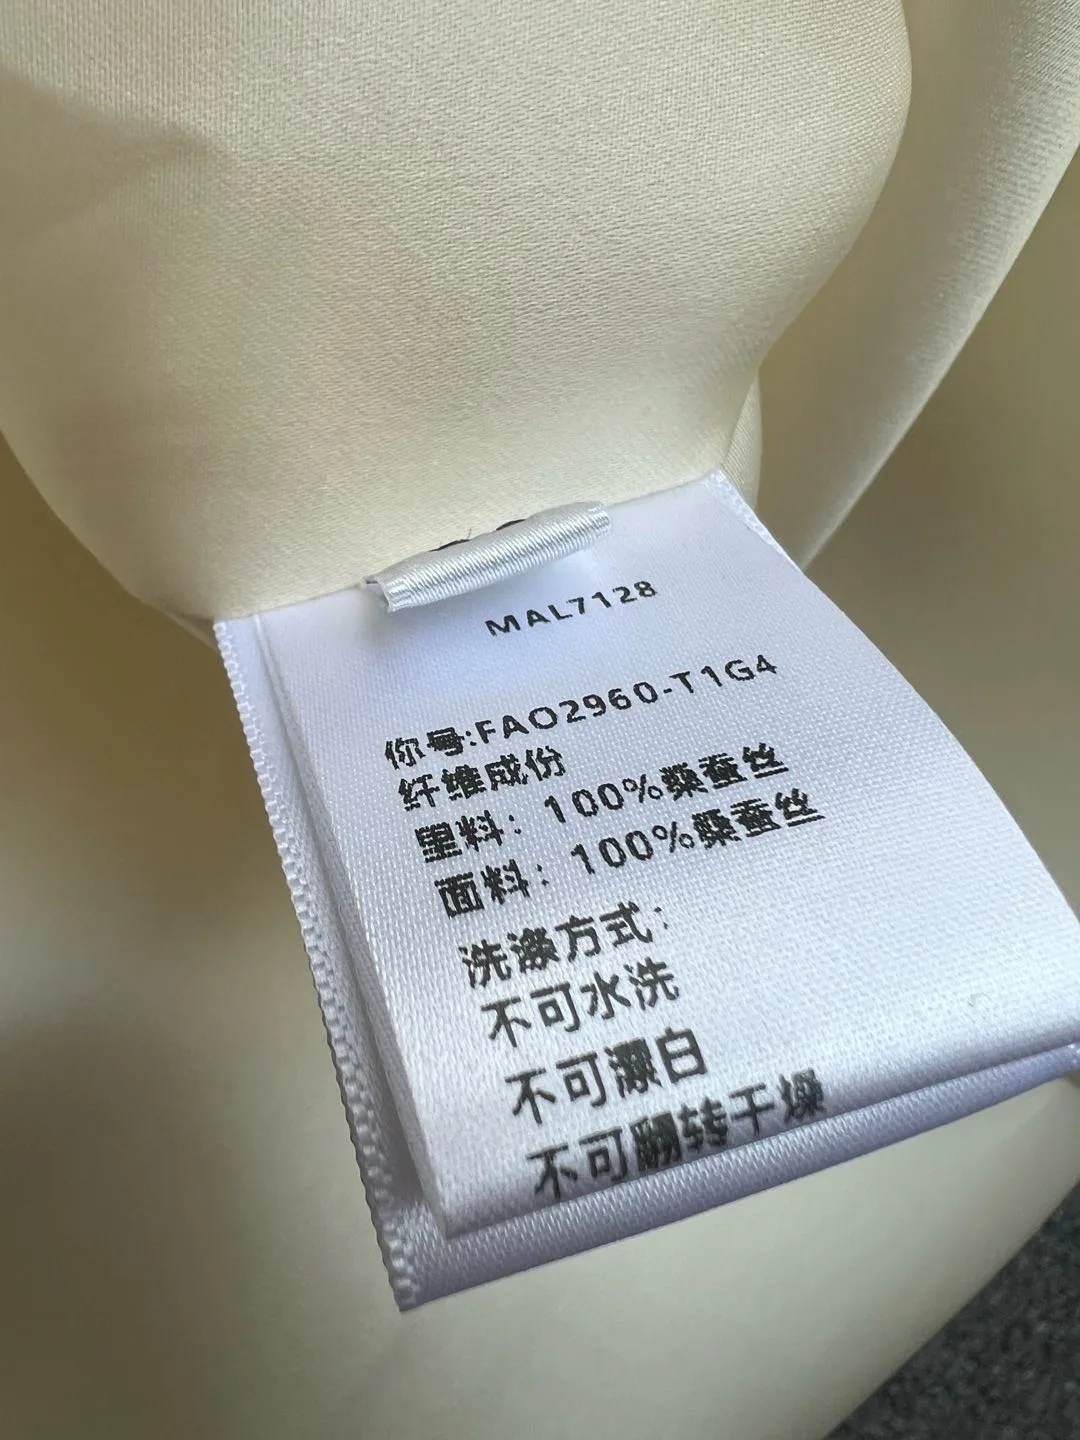 MAL7128
你号:FAO2960-T1G4
纤维成份
里料：100%桑蚕丝
面料：100%桑蚕丝
洗涤方式：
不可水洗
不可漂白
不可翻转干燥